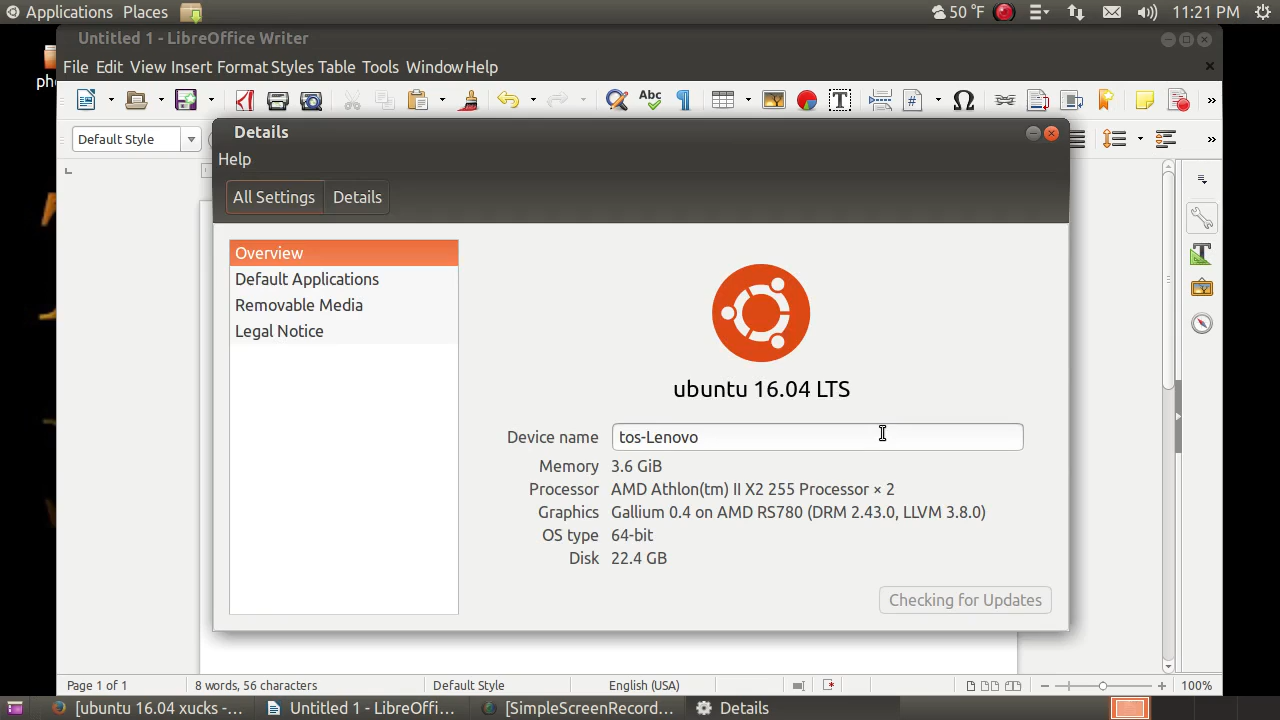 Applications Places 50 °F 11:21 PM
Untitled 1 - LibreOffice Writer
File Edit View Insert Format Styles Table Tools Window Help
Abc
Default Style
Details
Help
All Settings Details
Overview
Default Applications
Removable Media
Legal Notice
ubuntu 16.04 LTS
Device name tos-Lenovo
Memory 3.6 GiB
Processor AMD Athlon(tm) II X2 255 Processor × 2
Graphics Gallium 0.4 on AMD RS780 (DRM 2.43.0, LLVM 3.8.0)
OS type 64-bit
Disk 22.4 GB
Checking for Updates
Page 1 of 1 8 words, 56 characters Default Style English (USA) 100%
[ubuntu 16.04 xucks -... Untitled 1 - LibreOffi... [SimpleScreenRecord... Details